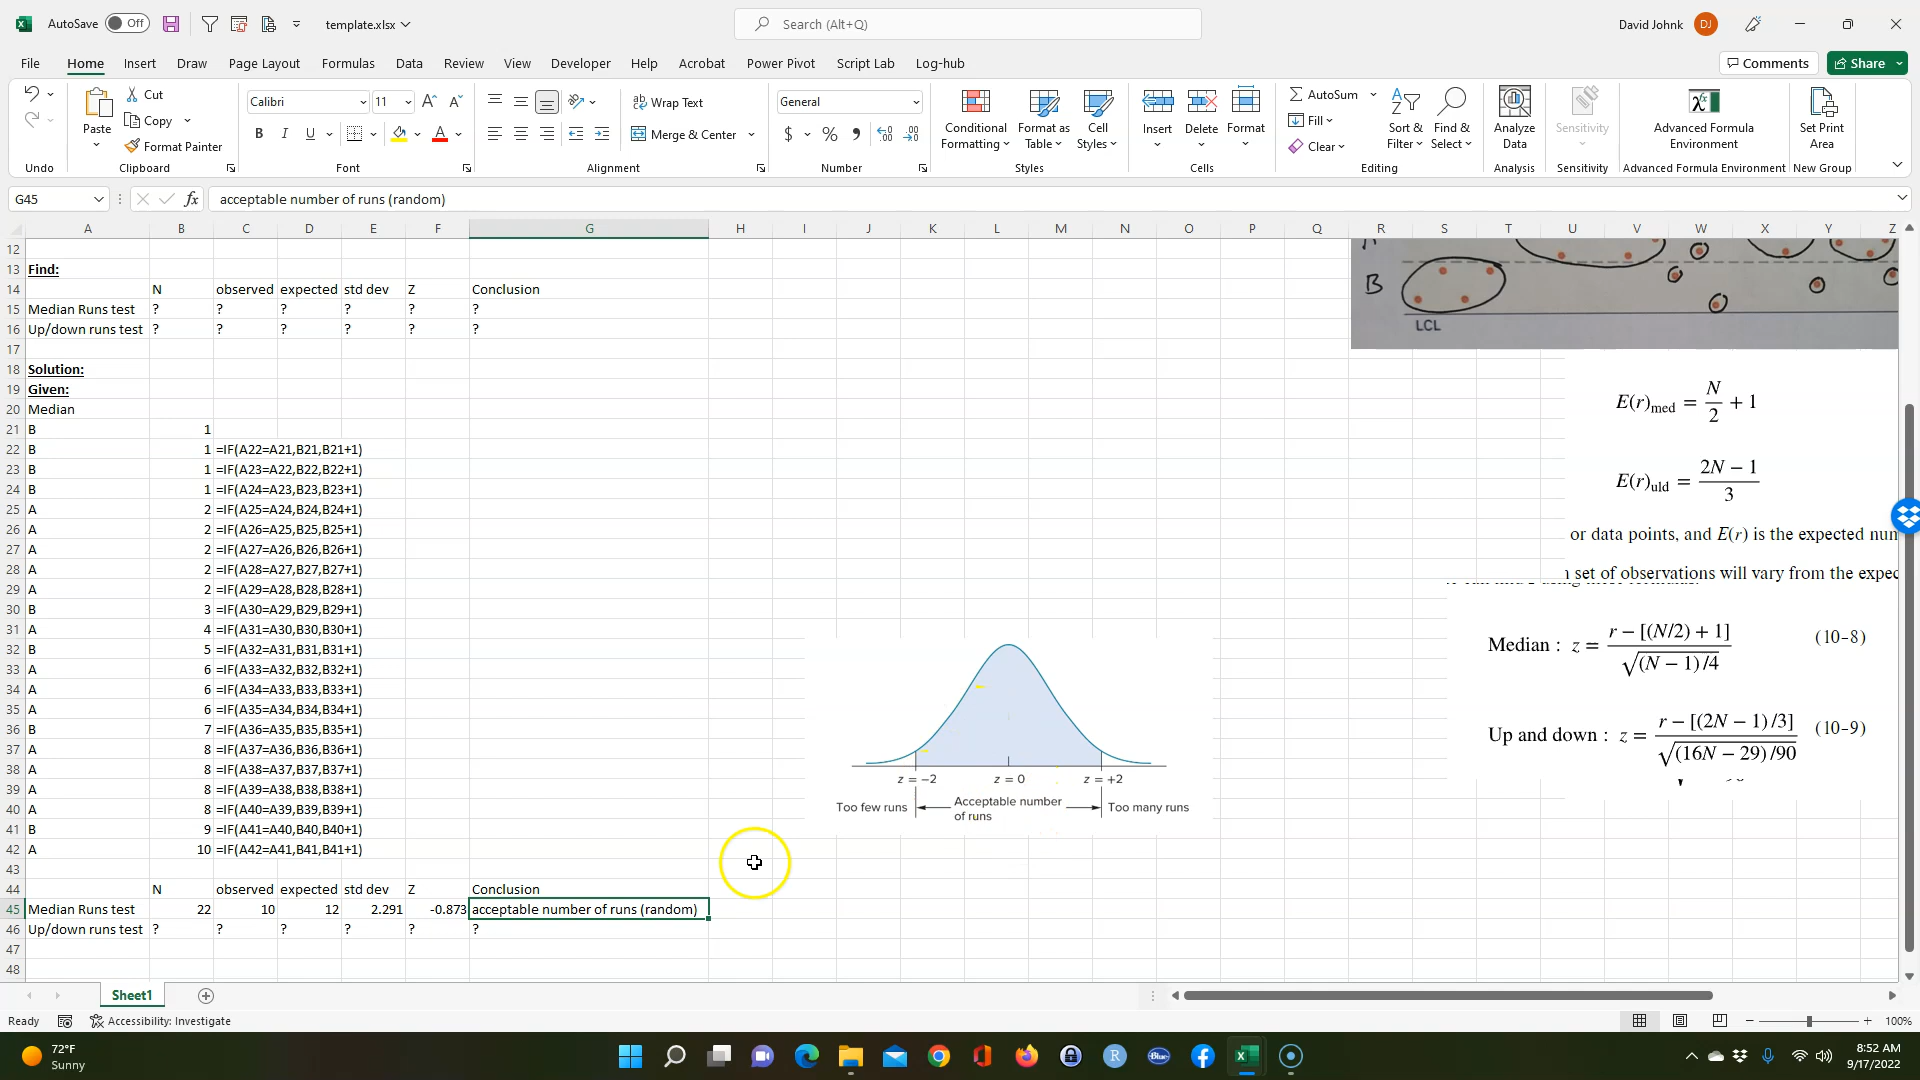 AutoSave Off template.xlsx Search (Alt+Q) David Johnk DJ
File Home Insert Draw Page Layout Formulas Data Review View Developer Help Acrobat Power Pivot Script Lab Log-hub Comments Share
Paste Cut Copy Format Painter
Calibri 11
B I U A
Wrap Text Merge & Center
General
$ % 9
Conditional Formatting Format as Table Cell Styles
Insert Delete Format
AutoSum Fill Clear
Sort & Filter Find & Select
Analyze Data Sensitivity Advanced Formula Environment Set Print Area
Undo Clipboard Font Alignment Number Styles Cells Editing Analysis Sensitivity Advanced Formula Environment New Group
G45 fx acceptable number of runs (random)
A B C D E F G H I J K L M N O P Q R S T U V W X Y Z
12
13 Find:
14 N observed expected std dev Z Conclusion
15 Median Runs test ? ? ? ? ? ?
16 Up/down runs test ? ? ? ? ? ?
17
18 Solution:
19 Given:
20 Median
21 B 1
22 B 1 =IF(A22=A21,B21,B21+1)
23 B 1 =IF(A23=A22,B22,B22+1)
24 B 1 =IF(A24=A23,B23,B23+1)
25 A 2 =IF(A25=A24,B24,B24+1)
26 A 2 =IF(A26=A25,B25,B25+1)
27 A 2 =IF(A27=A26,B26,B26+1)
28 A 2 =IF(A28=A27,B27,B27+1)
29 A 2 =IF(A29=A28,B28,B28+1)
30 B 3 =IF(A30=A29,B29,B29+1)
31 A 4 =IF(A31=A30,B30,B30+1)
32 B 5 =IF(A32=A31,B31,B31+1)
33 A 6 =IF(A33=A32,B32,B32+1)
34 A 6 =IF(A34=A33,B33,B33+1)
35 A 6 =IF(A35=A34,B34,B34+1)
36 B 7 =IF(A36=A35,B35,B35+1)
37 A 8 =IF(A37=A36,B36,B36+1)
38 A 8 =IF(A38=A37,B37,B37+1)
39 A 8 =IF(A39=A38,B38,B38+1)
40 A 8 =IF(A40=A39,B39,B39+1)
41 B 9 =IF(A41=A40,B40,B40+1)
42 A 10 =IF(A42=A41,B41,B41+1)
43
44 N observed expected std dev Z Conclusion
45 Median Runs test 22 10 12 2.291 -0.873 acceptable number of runs (random)
46 Up/down runs test ? ? ? ? ? ?
47
48
B
LCL
E(r)med = N/2 + 1
E(r)u/d = 2N − 1 / 3
or data points, and E(r) is the expected num
set of observations will vary from the expec
Median : z = r − [(N/2) + 1] / √(N − 1)/4 (10–8)
Up and down : z = r − [(2N − 1)/3] / √(16N − 29)/90 (10–9)
z = −2 z = 0 z = +2
Too few runs Acceptable number of runs Too many runs
Sheet1
Ready Accessibility: Investigate 100%
72°F
Sunny
R Blue
8:52 AM
9/17/2022